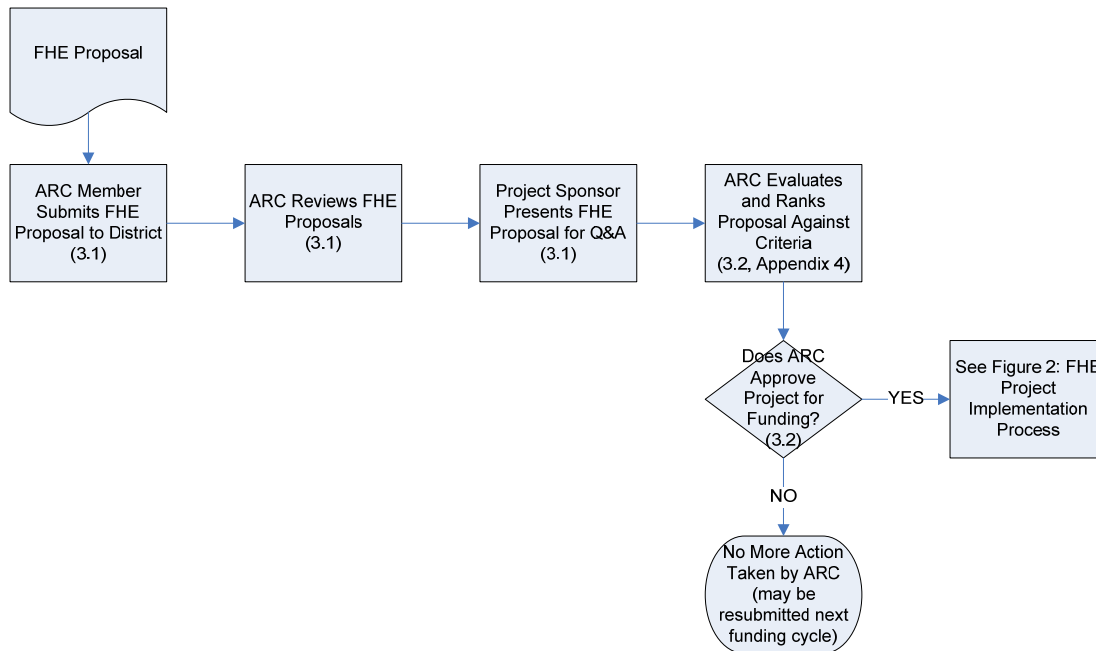 FHE Proposal
ARC Member
Submits FHE
Proposal to District
(3.1)
ARC Reviews FHE
Proposals
(3.1)
Project Sponsor
Presents FHE
Proposal for Q&A
(3.1)
ARC Evaluates
and Ranks
Proposal Against
Criteria
(3.2, Appendix 4)
Does ARC
Approve
Project for
Funding?
(3.2)
YES
See Figure 2: FHE
Project
Implementation
Process
NO
No More Action
Taken by ARC
(may be
resubmitted next
funding cycle)